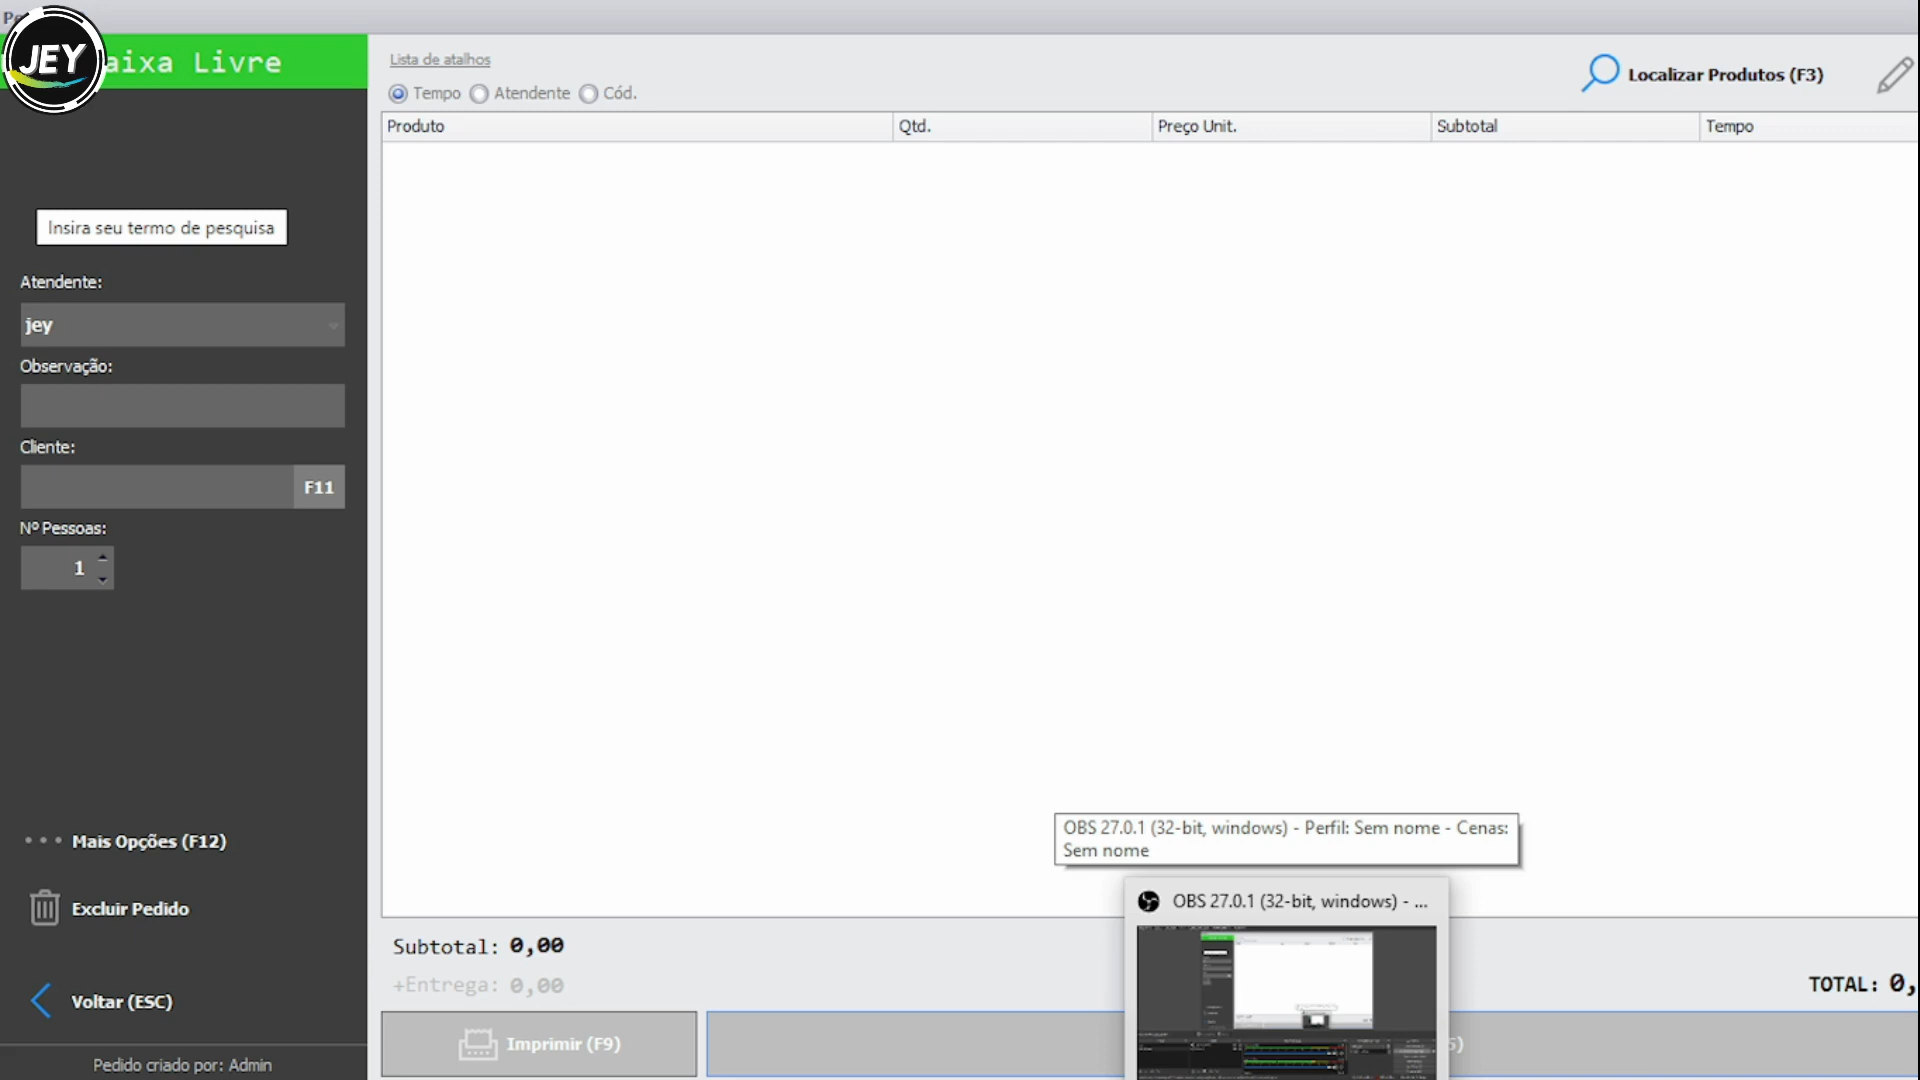 JEY
aixa Livre
Lista de atalhos
Tempo Atendente Cód.
Localizar Produtos (F3)
Produto Qtd. Preço Unit. Subtotal Tempo
Insira seu termo de pesquisa
Atendente:
jey
Observação:
Cliente:
F11
Nº Pessoas:
1
Mais Opções (F12)
Excluir Pedido
Voltar (ESC)
Pedido criado por: Admin
OBS 27.0.1 (32-bit, windows) - Perfil: Sem nome - Cenas:
Sem nome
OBS 27.0.1 (32-bit, windows) - ...
Subtotal: 0,00
+Entrega: 0,00
TOTAL: 0,
Imprimir (F9)